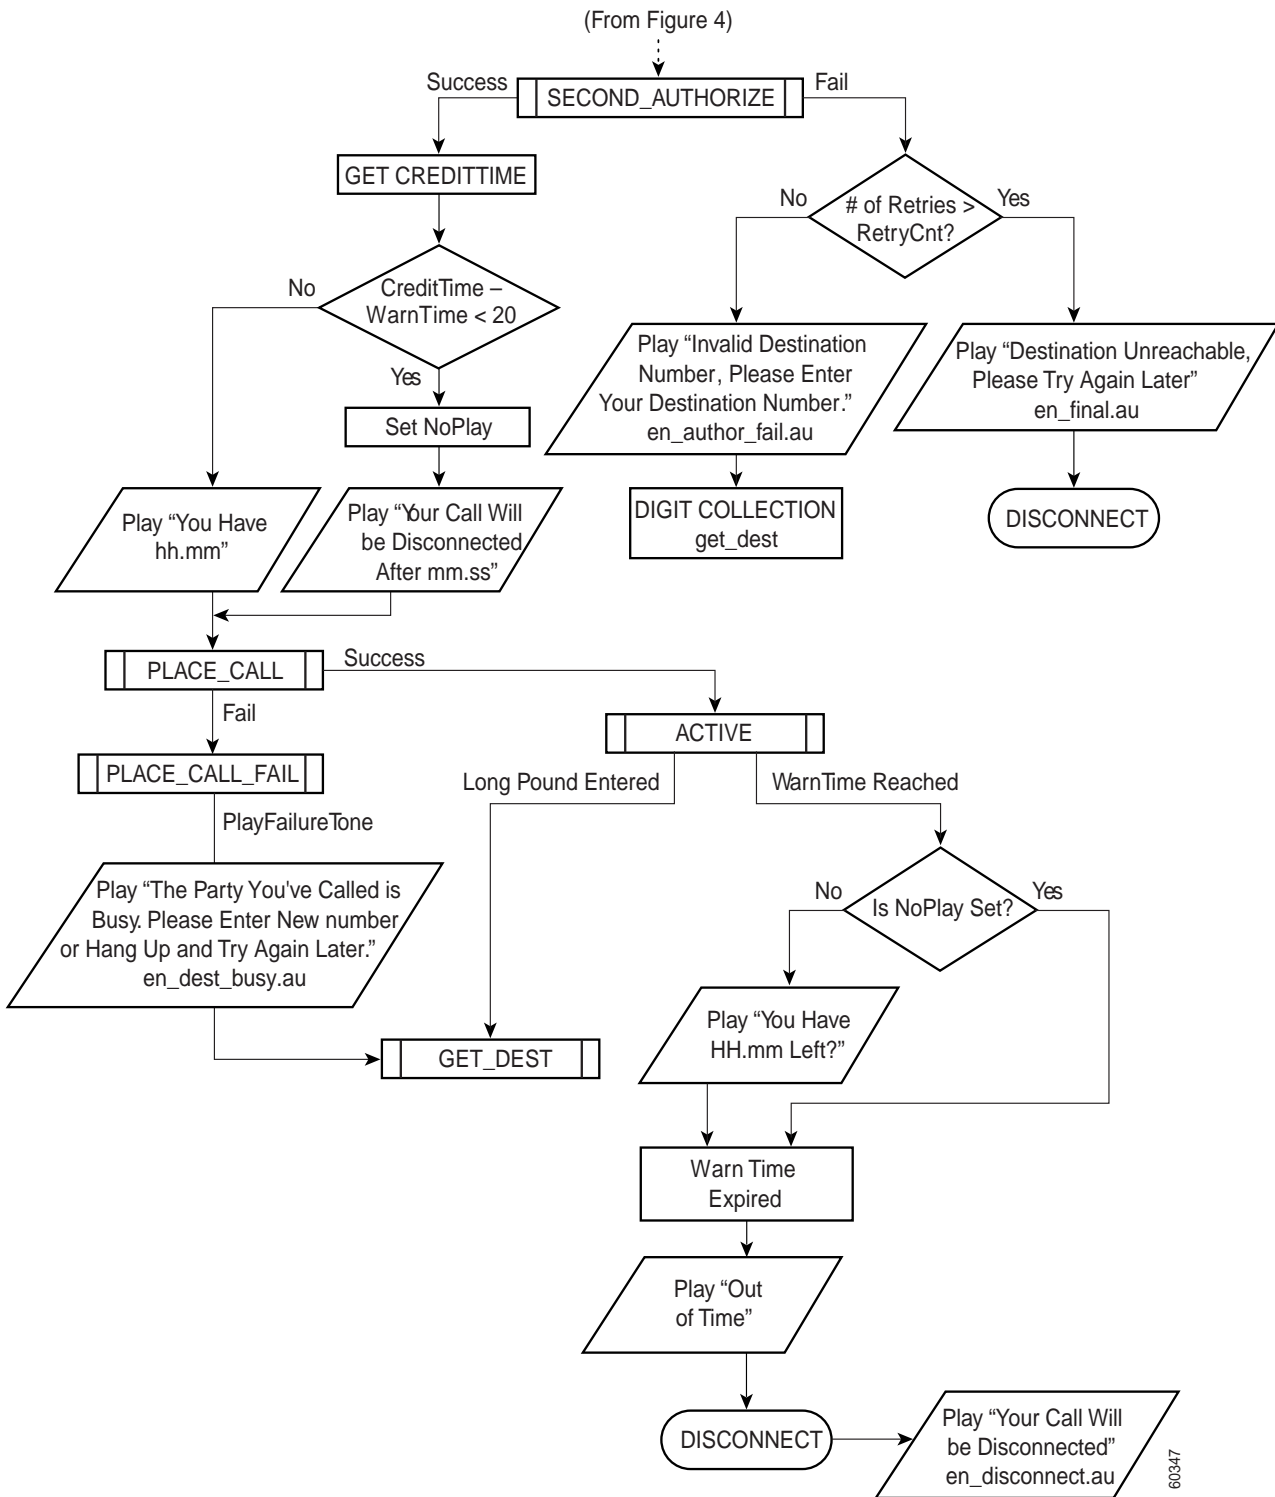 (From Figure 4)
Success
SECOND_AUTHORIZE
Fail
GET CREDITTIME
No
# of Retries >
RetryCnt?
Yes
No
CreditTime –
WarnTime < 20
Yes
Play “Invalid Destination
Number, Please Enter
Your Destination Number.”
en_author_fail.au
Play “Destination Unreachable,
Please Try Again Later”
en_final.au
Set NoPlay
Play “You Have
hh.mm”
Play “Your Call Will
be Disconnected
After mm.ss”
DIGIT COLLECTION
get_dest
DISCONNECT
PLACE_CALL
Success
Fail
ACTIVE
PLACE_CALL_FAIL
Long Pound Entered
WarnTime Reached
PlayFailureTone
Play “The Party You've Called is
Busy. Please Enter New number
or Hang Up and Try Again Later.”
en_dest_busy.au
No
Is NoPlay Set?
Yes
Play “You Have
HH.mm Left?”
GET_DEST
Warn Time
Expired
Play “Out
of Time”
DISCONNECT
Play “Your Call Will
be Disconnected”
en_disconnect.au
60347